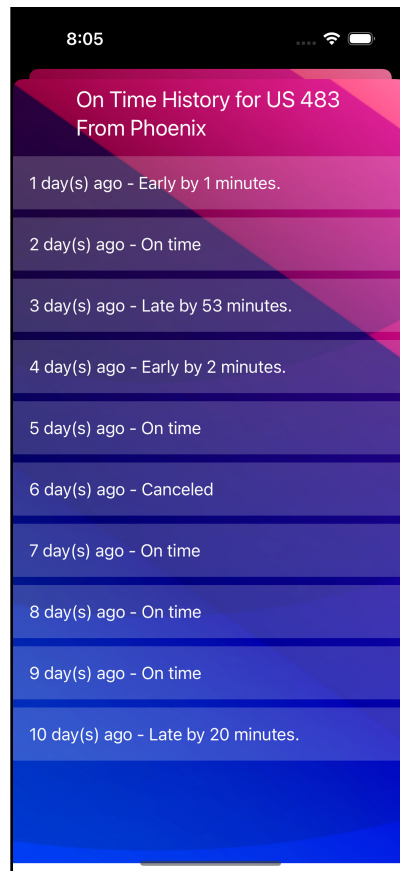 8:05
On Time History for US 483
From Phoenix
1 day(s) ago - Early by 1 minutes.
2 day(s) ago - On time
3 day(s) ago - Late by 53 minutes.
4 day(s) ago - Early by 2 minutes.
5 day(s) ago - On time
6 day(s) ago - Canceled
7 day(s) ago - On time
8 day(s) ago - On time
9 day(s) ago - On time
10 day(s) ago - Late by 20 minutes.